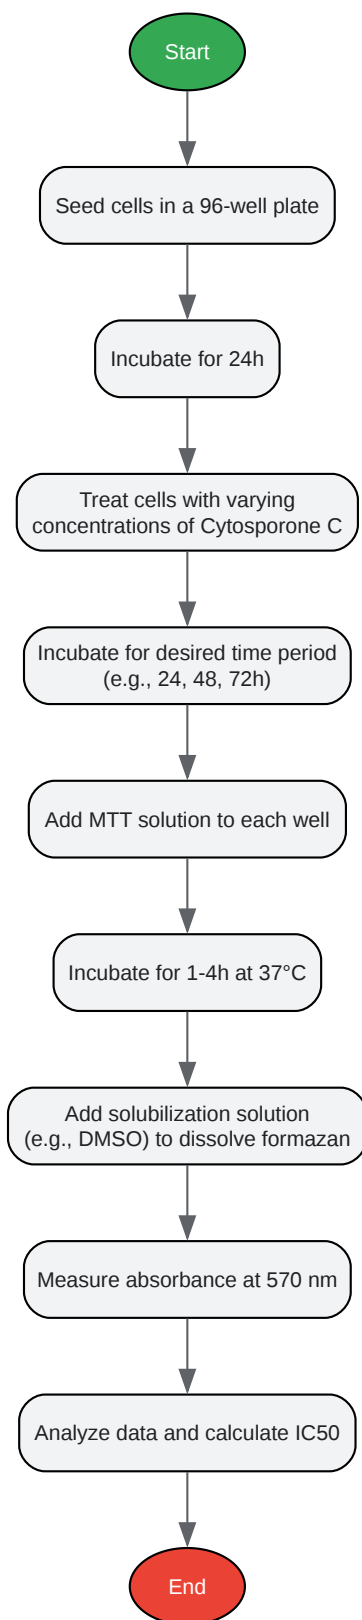 Start
Seed cells in a 96-well plate
Incubate for 24h
Treat cells with varying
concentrations of Cytosporone C
Incubate for desired time period
(e.g., 24, 48, 72h)
Add MTT solution to each well
Incubate for 1-4h at 37°C
Add solubilization solution
(e.g., DMSO) to dissolve formazan
Measure absorbance at 570 nm
Analyze data and calculate IC50
End